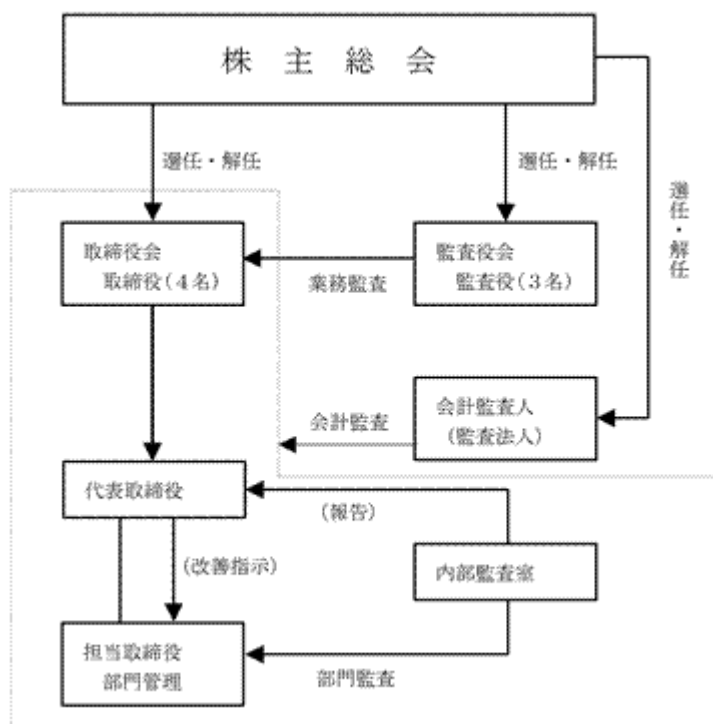 株主総会
選任・解任
選任・解任
選任・解任
取締役会
取締役(4名)
業務監査
監査役会
監査役(3名)
会計監査
会計監査人
(監査法人)
代表取締役
(報告)
(改善指示)
内部監査室
担当取締役
部門管理
部門監査